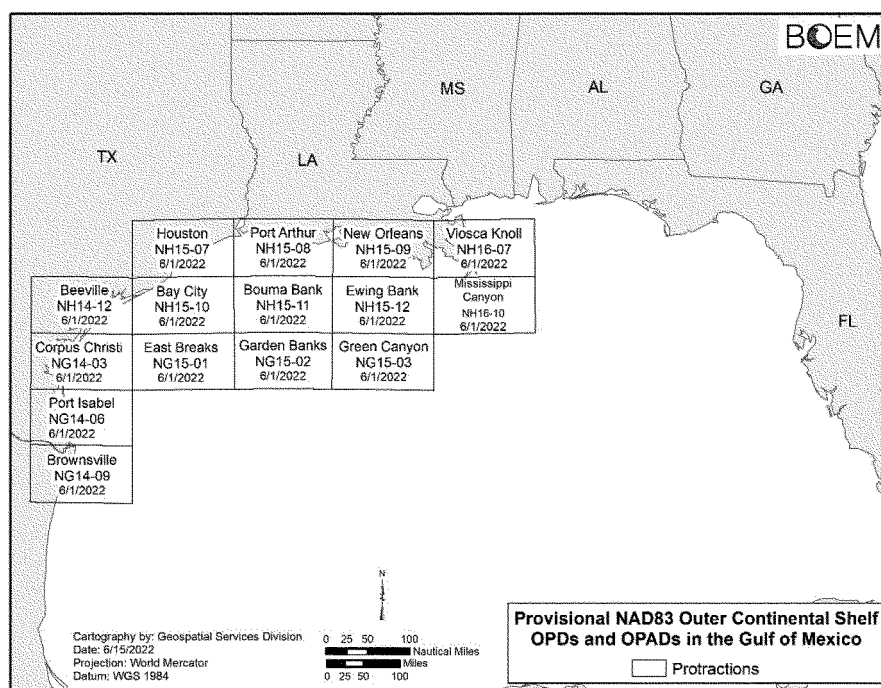 BOEM
MS
AL
GA
TX
LA
FL
Houston
NH15-07
6/1/2022
Port Arthur
NH15-08
6/1/2022
New Orleans
NH15-09
6/1/2022
Viosca Knoll
NH16-07
6/1/2022
Beeville
NH14-12
6/1/2022
Bay City
NH15-10
6/1/2022
Bouma Bank
NH15-11
6/1/2022
Ewing Bank
NH15-12
6/1/2022
Mississippi
Canyon
NH16-10
6/1/2022
Corpus Christi
NG14-03
6/1/2022
East Breaks
NG15-01
6/1/2022
Garden Banks
NG15-02
6/1/2022
Green Canyon
NG15-03
6/1/2022
Port Isabel
NG14-06
6/1/2022
Brownsville
NG14-09
6/1/2022
N
Cartography by: Geospatial Services Division
Date: 6/15/2022
Projection: World Mercator
Datum: WGS 1984
0 25 50 100
Nautical Miles
Miles
0 25 50 100
Provisional NAD83 Outer Continental Shelf
OPDs and OPADs in the Gulf of Mexico
Protractions